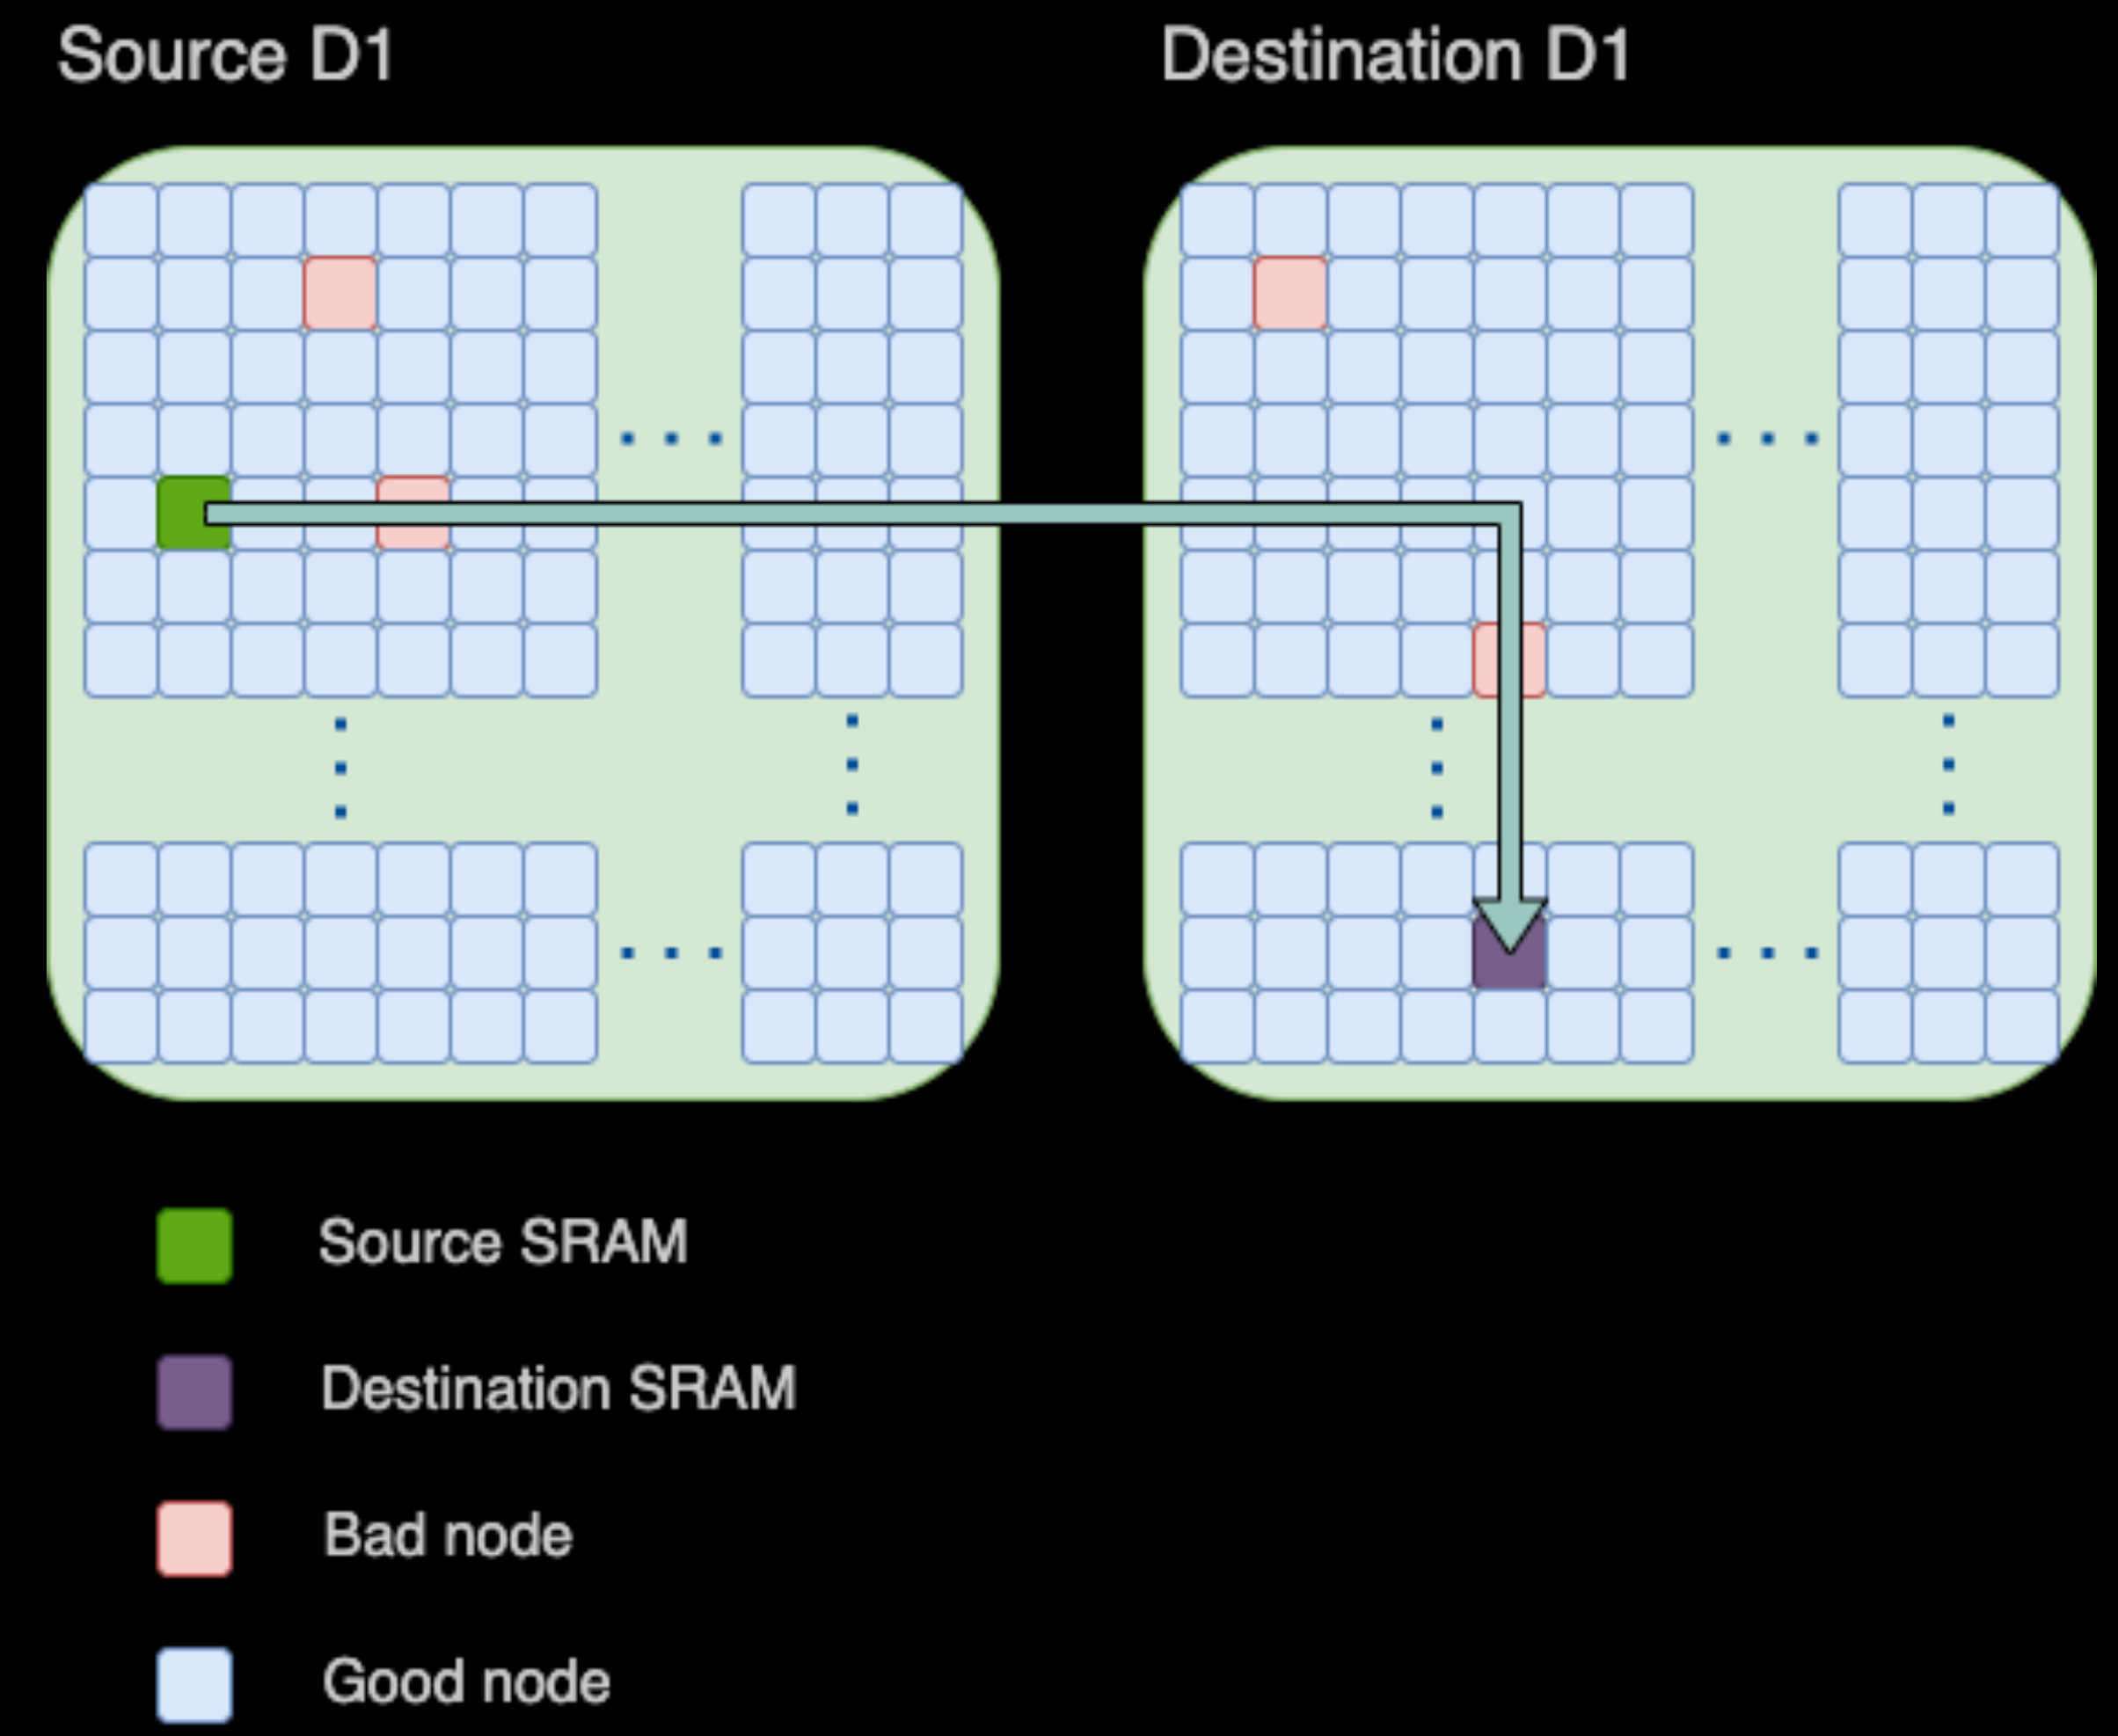 Source D1
Destination D1
Source SRAM
Destination SRAM
Bad node
Good node